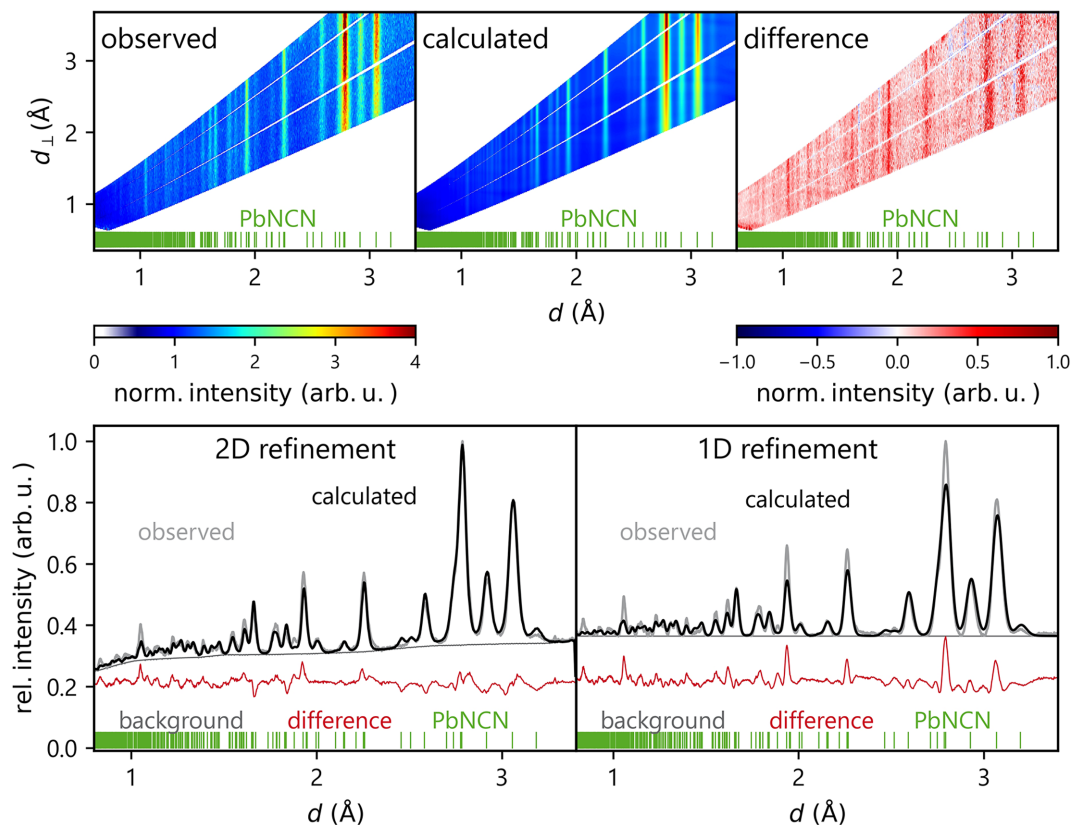 observed
calculated
difference
d⊥ (Å)
3
2
1
PbNCN
PbNCN
PbNCN
1 2 3
1 2 3
1 2 3
d (Å)
0 1 2 3 4
norm. intensity (arb. u. )
−1.0 −0.5 0.0 0.5 1.0
norm. intensity (arb. u. )
rel. intensity (arb. u. )
1.0
0.8
0.6
0.4
0.2
0.0
2D refinement
calculated
observed
background
difference
PbNCN
1 2 3
d (Å)
1D refinement
calculated
observed
background
difference
PbNCN
1 2 3
d (Å)